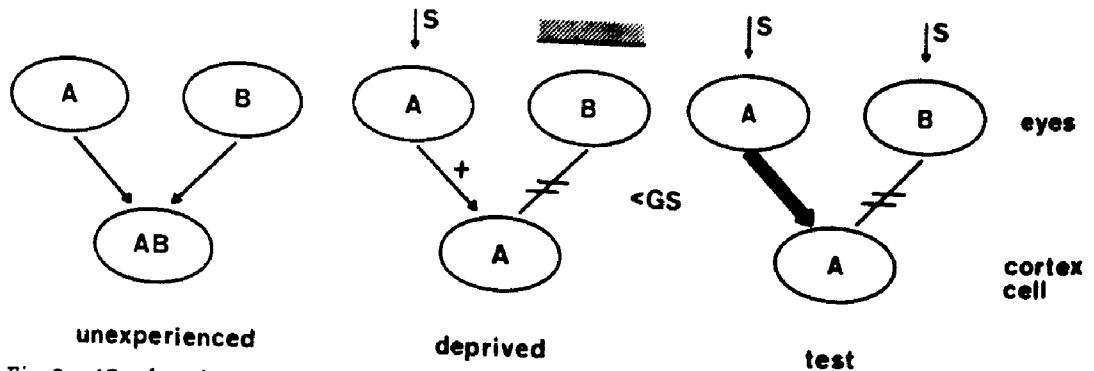 S
S
S
A
B
A
B
A
B
eyes
+
<GS
AB
A
A
cortex
cell
unexperienced
deprived
test